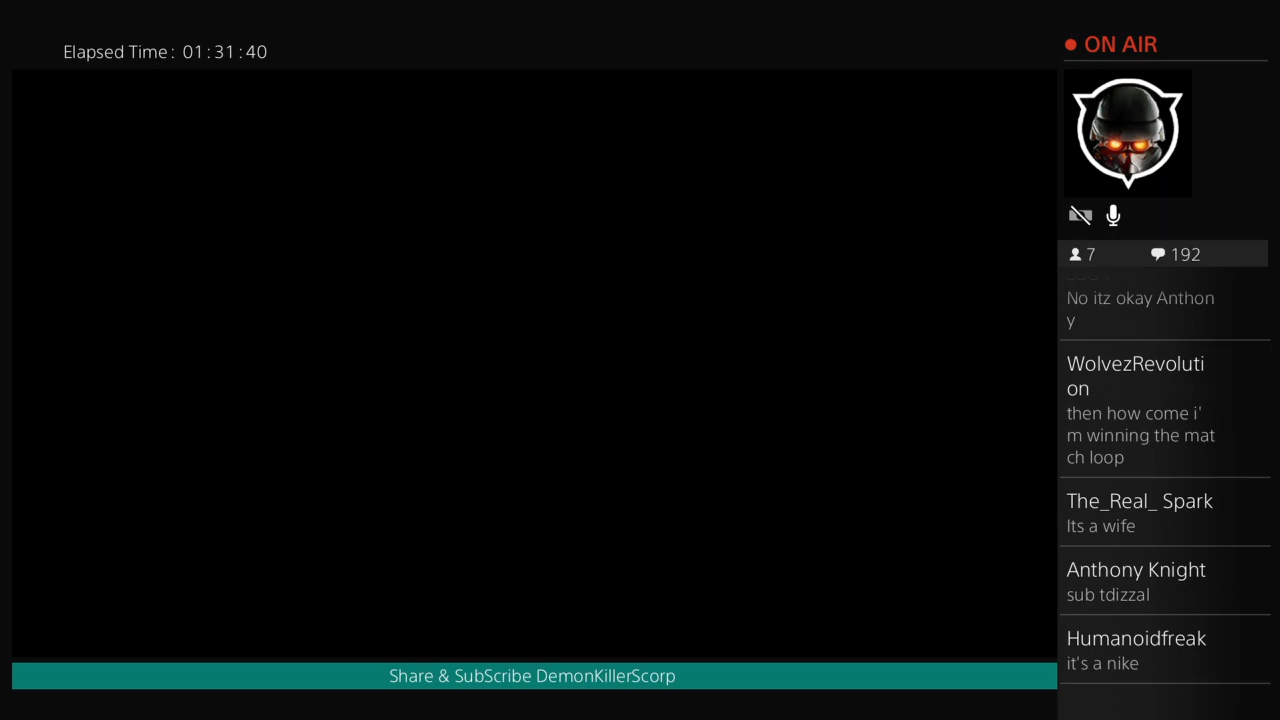 Elapsed Time: 01:31:40
ON AIR
7 192
No itz okay Anthon
y
WolvezRevoluti
on
then how come i'
m winning the mat
ch loop
The_Real_ Spark
Its a wife
Anthony Knight
sub tdizzal
Humanoidfreak
it's a nike
Share & SubScribe DemonKillerScorp